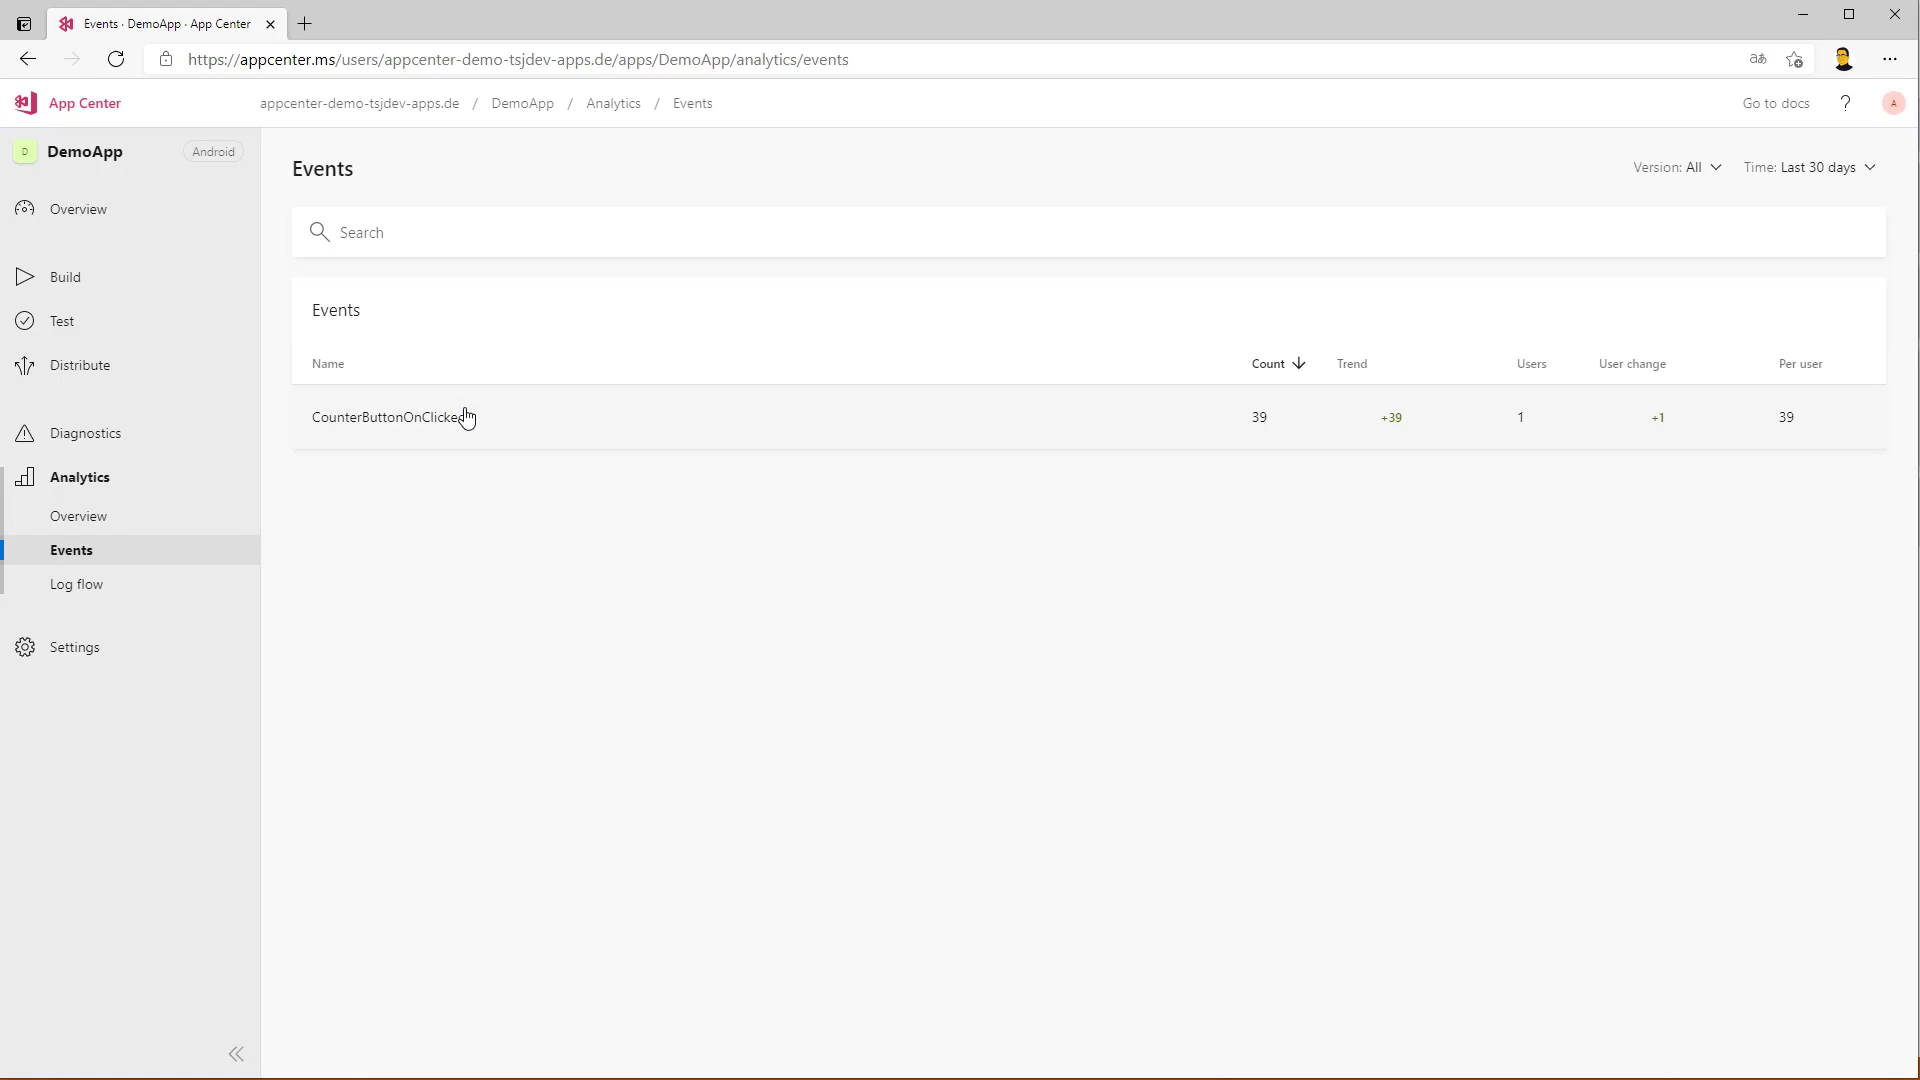 Events · DemoApp · App Center
https://appcenter.ms/users/appcenter-demo-tsjdev-apps.de/apps/DemoApp/analytics/events
App Center
appcenter-demo-tsjdev-apps.de / DemoApp / Analytics / Events
Go to docs ? A
D DemoApp Android
Overview
Build
Test
Distribute
Diagnostics
Analytics
Overview
Events
Log flow
Settings
Events
Version: All
Time: Last 30 days
Search
Events
Name Count Trend Users User change Per user
CounterButtonOnClicked 39 +39 1 +1 39